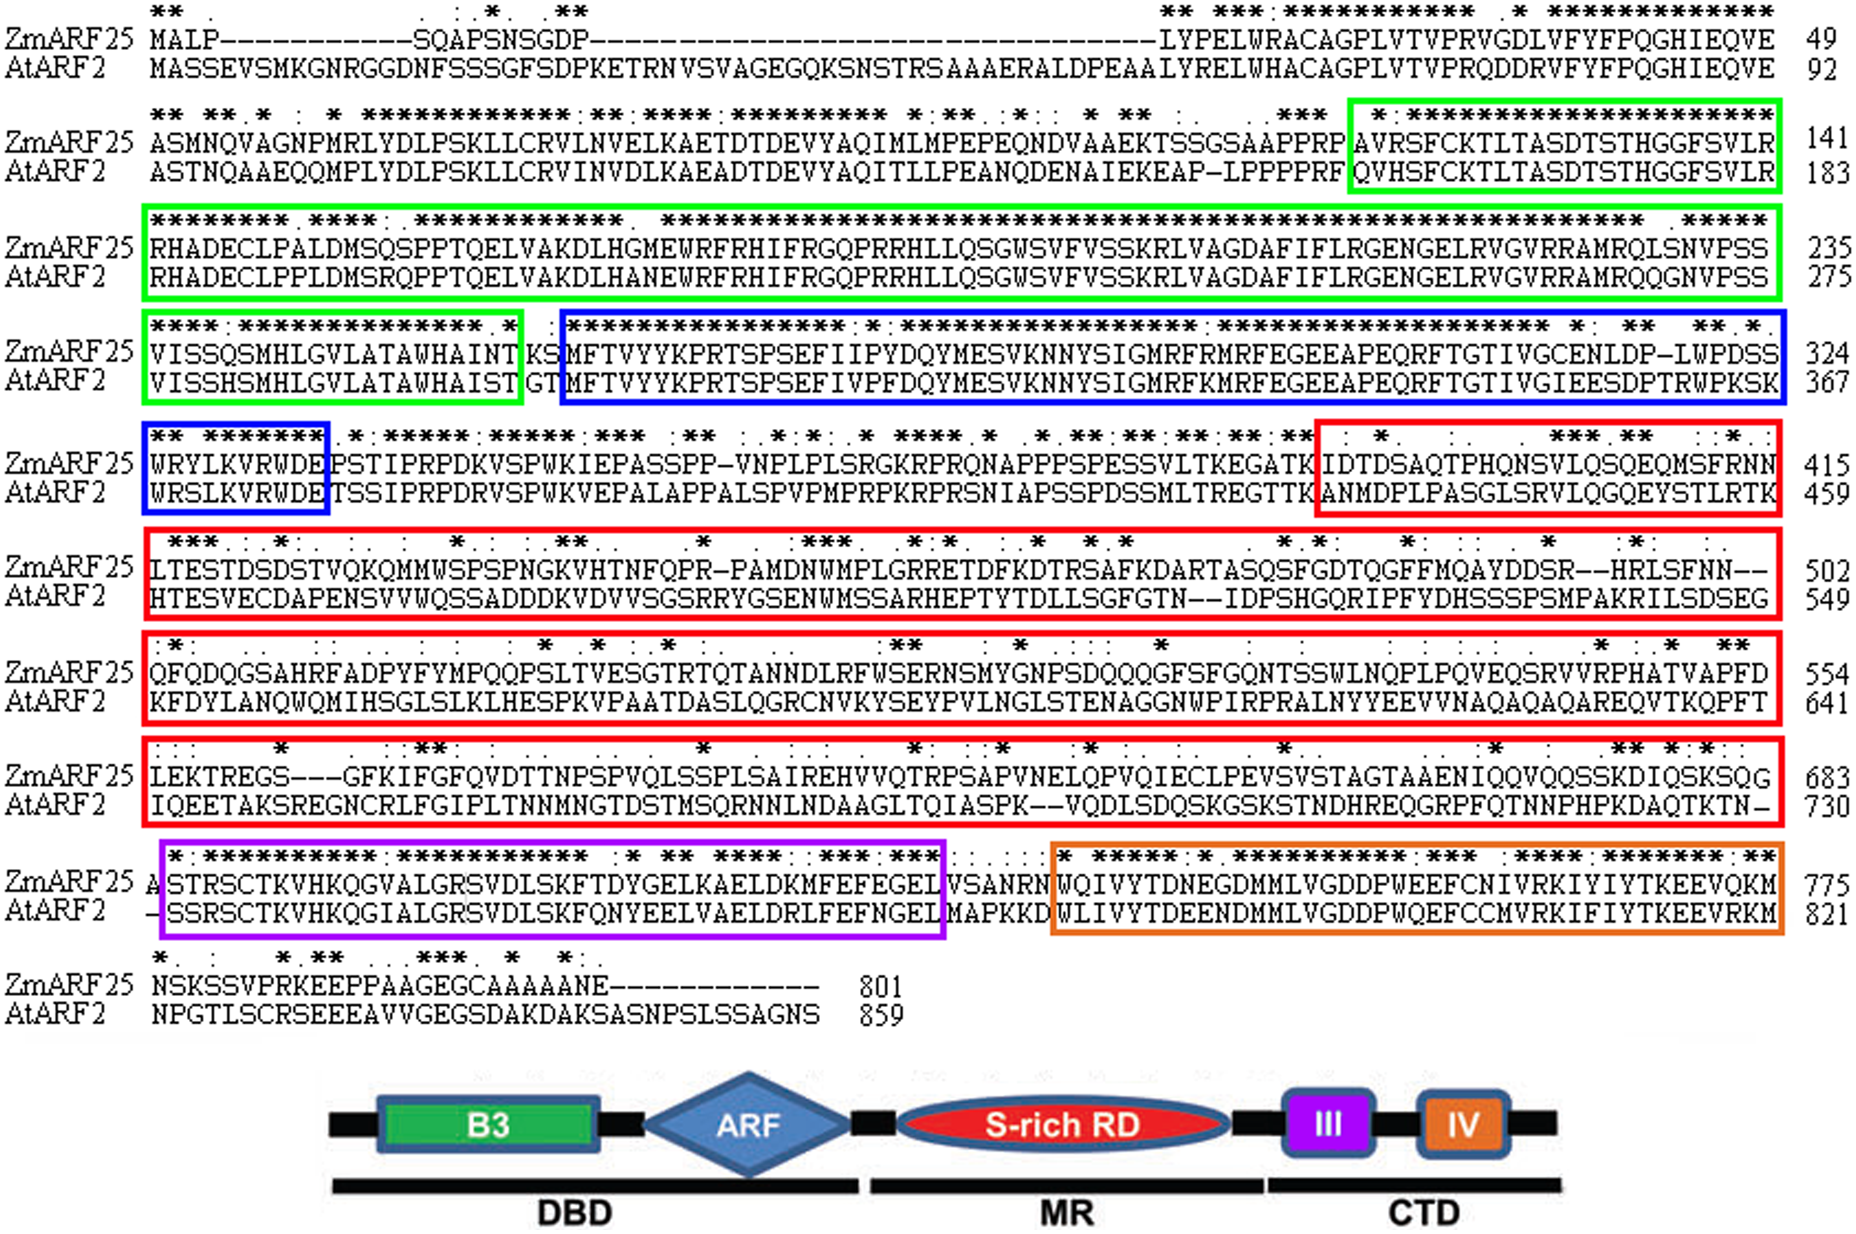 ** . . : . * . . ** ** *** : *********** . * *************
ZmARF25 MALP-----------SQAPSNSGDP--------------------------------LYPELWRACAGPLVTVPRVGDLVFYFPQGHIEQVE 49
AtARF2 MASSEVSMKGNRGGDNFSSSGFSDPKETRNVSVAGEGQKSNSTRSAAAERALDPEAALYRELWHACAGPLVTVPRQDDRVFYFPQGHIEQVE 92
ZmARF25 ASMNQVAGNPMRLYDLPSKLLCRVLNVELKAETDTDEVYAQIMLMPEPEQNDVAAEKTSSGSAAPPRPAVRSFCKTLTASDTSTHGGFSVLR 141
AtARF2 ASTNQAAEQQMPLYDLPSKLLCRVINVDLKAEADTDEVYAQITLLPEANQDENAIEKEAP-LPPPPRFQVHSFCKTLTASDTSTHGGFSVLR 183
ZmARF25 RHADECLPALDMSQSPPTQELVAKDLHGMEWRFRHIFRGQPRRHLLQSGWSVFVSSKRLVAGDAFIFLRGENGELRVGVRRAMRQLSNVPSS 235
AtARF2 RHADECLPPLDMSRQPPTQELVAKDLHANEWRFRHIFRGQPRRHLLQSGWSVFVSSKRLVAGDAFIFLRGENGELRVGVRRAMRQQGNVPSS 275
ZmARF25 VISSQSMHLGVLATAWHAINTKSMFTVYYKPRTSPSEFIIPYDQYMESVKNNYSIGMRFRMRFEGEEAPEQRFTGTIVGCENLDP-LWPDSS 324
AtARF2 VISSHSMHLGVLATAWHAISTGTMFTVYYKPRTSPSEFIVPFDQYMESVKNNYSIGMRFKMRFEGEEAPEQRFTGTIVGIEESDPTRWPKSK 367
ZmARF25 WRYLKVRWDEPSTIPRPDKVSPWKIEPASSPP-VNPLPLSRGKRPRQNAPPPSPESSVLTKEGATKIDTDSAQTPHQNSVLQSQEQMSFRNN 415
AtARF2 WRSLKVRWDETSSIPRPDRVSPWKVEPALAPPALSPVPMPRPKRPRSNIAPSSPDSSMLTREGTTKANMDPLPASGLSRVLQGQEYSTLRTK 459
ZmARF25 LTESTDSDSTVQKQMMWSPSPNGKVHTNFQPR-PAMDNWMPLGRRETDFKDTRSAFKDARTASQSFGDTQGFFMQAYDDSR--HRLSFNN-- 502
AtARF2 HTESVECDAPENSVVWQSSADDDKVDVVSGSRRYGSENWMSSARHEPTYTDLLSGFGTN--IDPSHGQRIPFYDHSSSPSMPAKRILSDSEG 549
ZmARF25 QFQDQGSAHRFADPYFYMPQQPSLTVESGTRTQTANNDLRFWSERNSMYGNPSDQQQGFSFGQNTSSWLNQPLPQVEQSRVVRPHATVAPFD 554
AtARF2 KFDYLANQWQMIHSGLSLKLHESPKVPAATDASLQGRCNVKYSEYPVLNGLSTENAGGNWPIRPRALNYYEEVVNAQAQAQAREQVTKQPFT 641
ZmARF25 LEKTREGS---GFKIFGFQVDTTNPSPVQLSSPLSAIREHVVQTRPSAPVNELQPVQIECLPEVSVSTAGTAAENIQQVQQSSKDIQSKSQG 683
AtARF2 IQEETAKSREGNCRLFGIPLTNNMNGTDSTMSQRNNLNDAAGLTQIASPK--VQDLSDQSKGSKSTNDHREQGRPFQTNNPHPKDAQTKTN- 730
ZmARF25 ASTRSCTKVHKQGVALGRSVDLSKFTDYGELKAELDKMFEFEGELVSANRNWQIVYTDNEGDMMLVGDDPWEEFCNIVRKIYIYTKEEVQKM 775
AtARF2 -SSRSCTKVHKQGIALGRSVDLSKFQNYEELVAELDRLFEFNGELMAPKKDWLIVYTDEENDMMLVGDDPWQEFCCMVRKIFIYTKEEVRKM 821
*. : *.** ...***. * *:.
ZmARF25 NSKSSVPRKEEPPAAGEGCAAAAANE------------ 801
AtARF2 NPGTLSCRSEEEAVVGEGSDAKDAKSASNPSLSSAGNS 859
B3 ARF S-rich RD III IV
DBD MR CTD